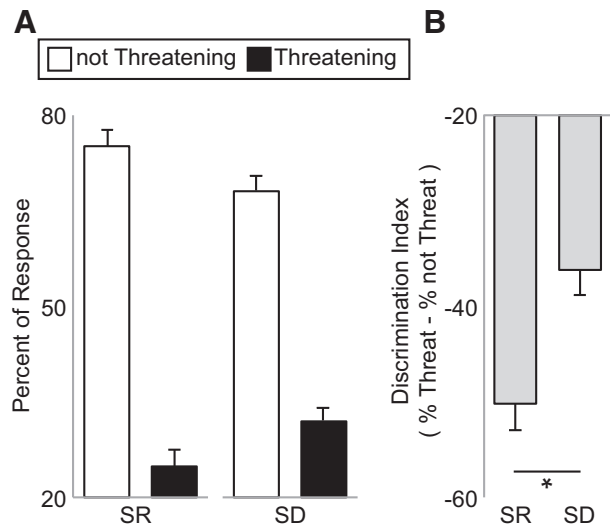 A
not Threatening Threatening
Percent of Response
80
50
20
SR SD
B
Discrimination Index
( % Threat - % not Threat )
-20
-40
-60
*
SR SD